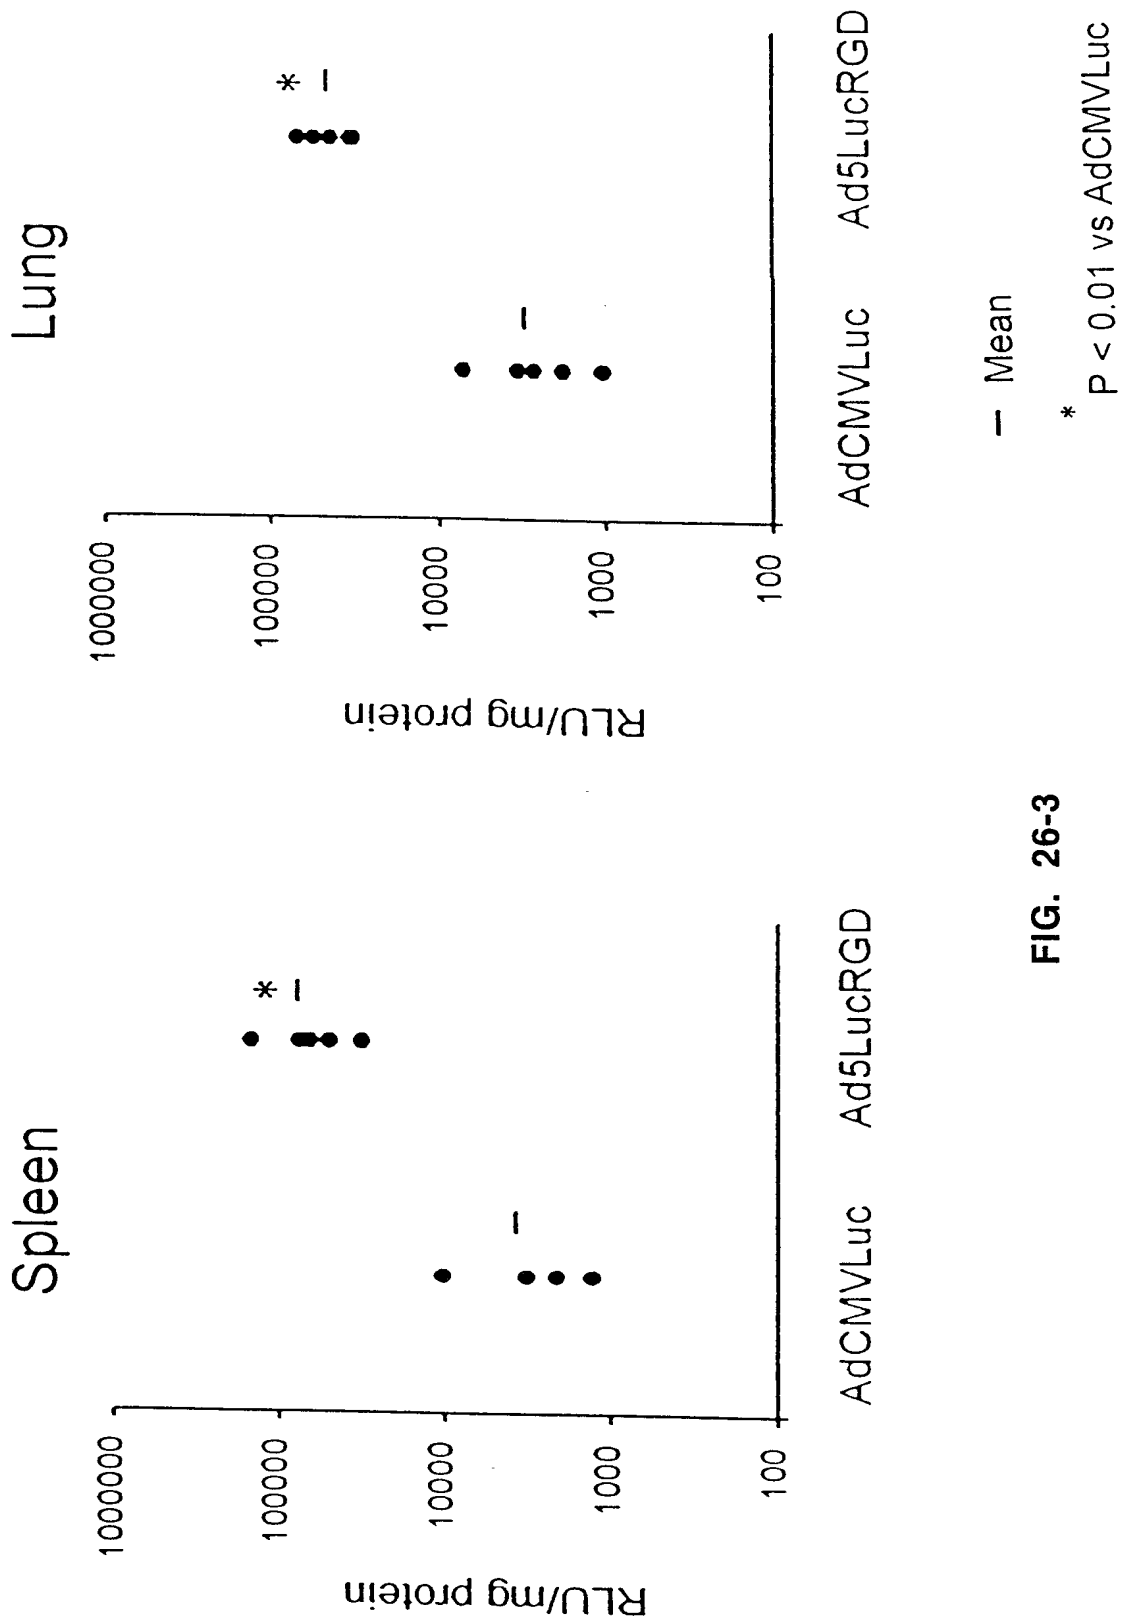 Spleen
RLU/mg protein
1000000
100000
10000
1000
100
*
AdCMVLuc Ad5LucRGD
Lung
RLU/mg protein
1000000
100000
10000
1000
100
*
AdCMVLuc Ad5LucRGD
– Mean
*
P < 0.01 vs AdCMVLuc
FIG. 26-3